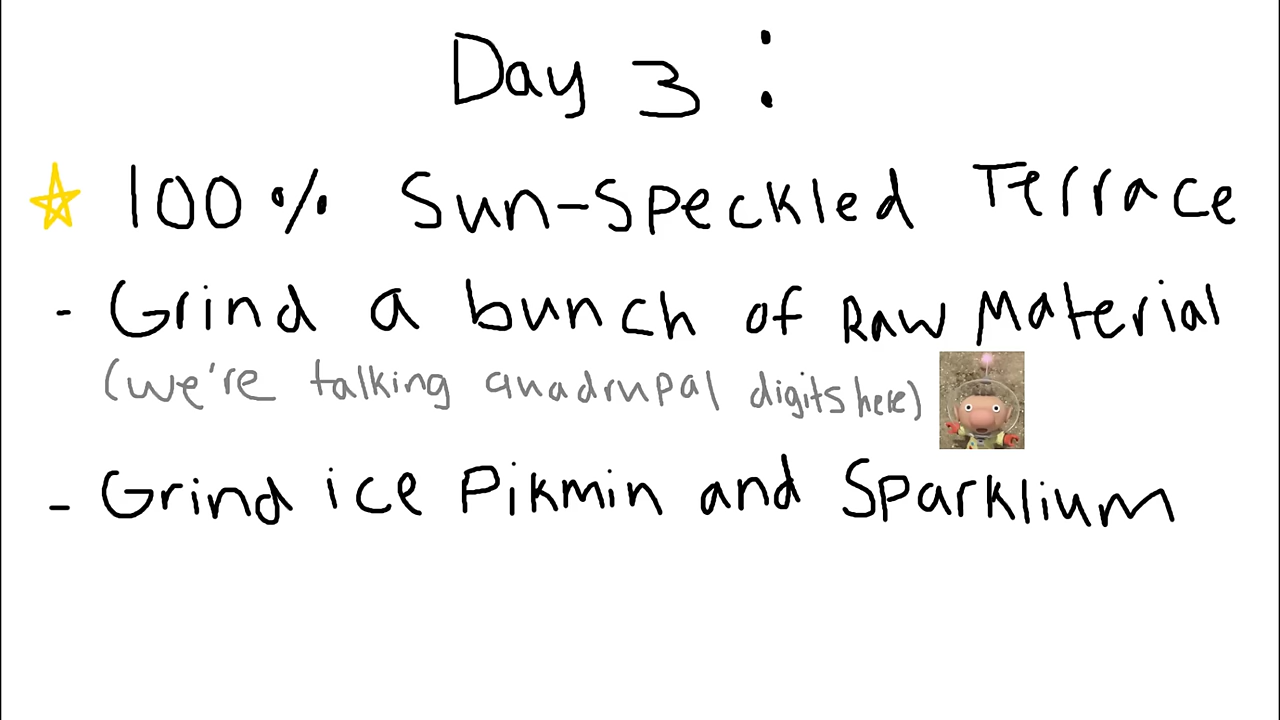 Day 3 :
100% Sun-Speckled Terrace
- Grind a bunch of Raw Material
(we're talking quadrupal digits here)
- Grind ice Pikmin and Sparklium